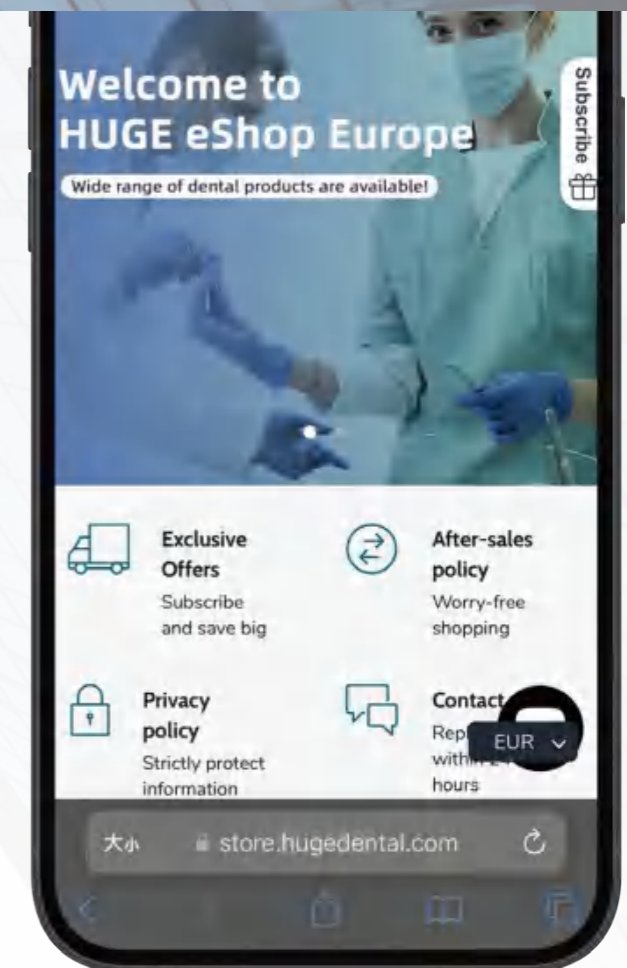 Welcome to
HUGE eShop Europe
Wide range of dental products are available!
Subscribe
Exclusive
Offers
Subscribe
and save big
After-sales
policy
Worry-free
shopping
Privacy
policy
Strictly protect
information
Contact
EUR
hours
大小
store.hugedental.com